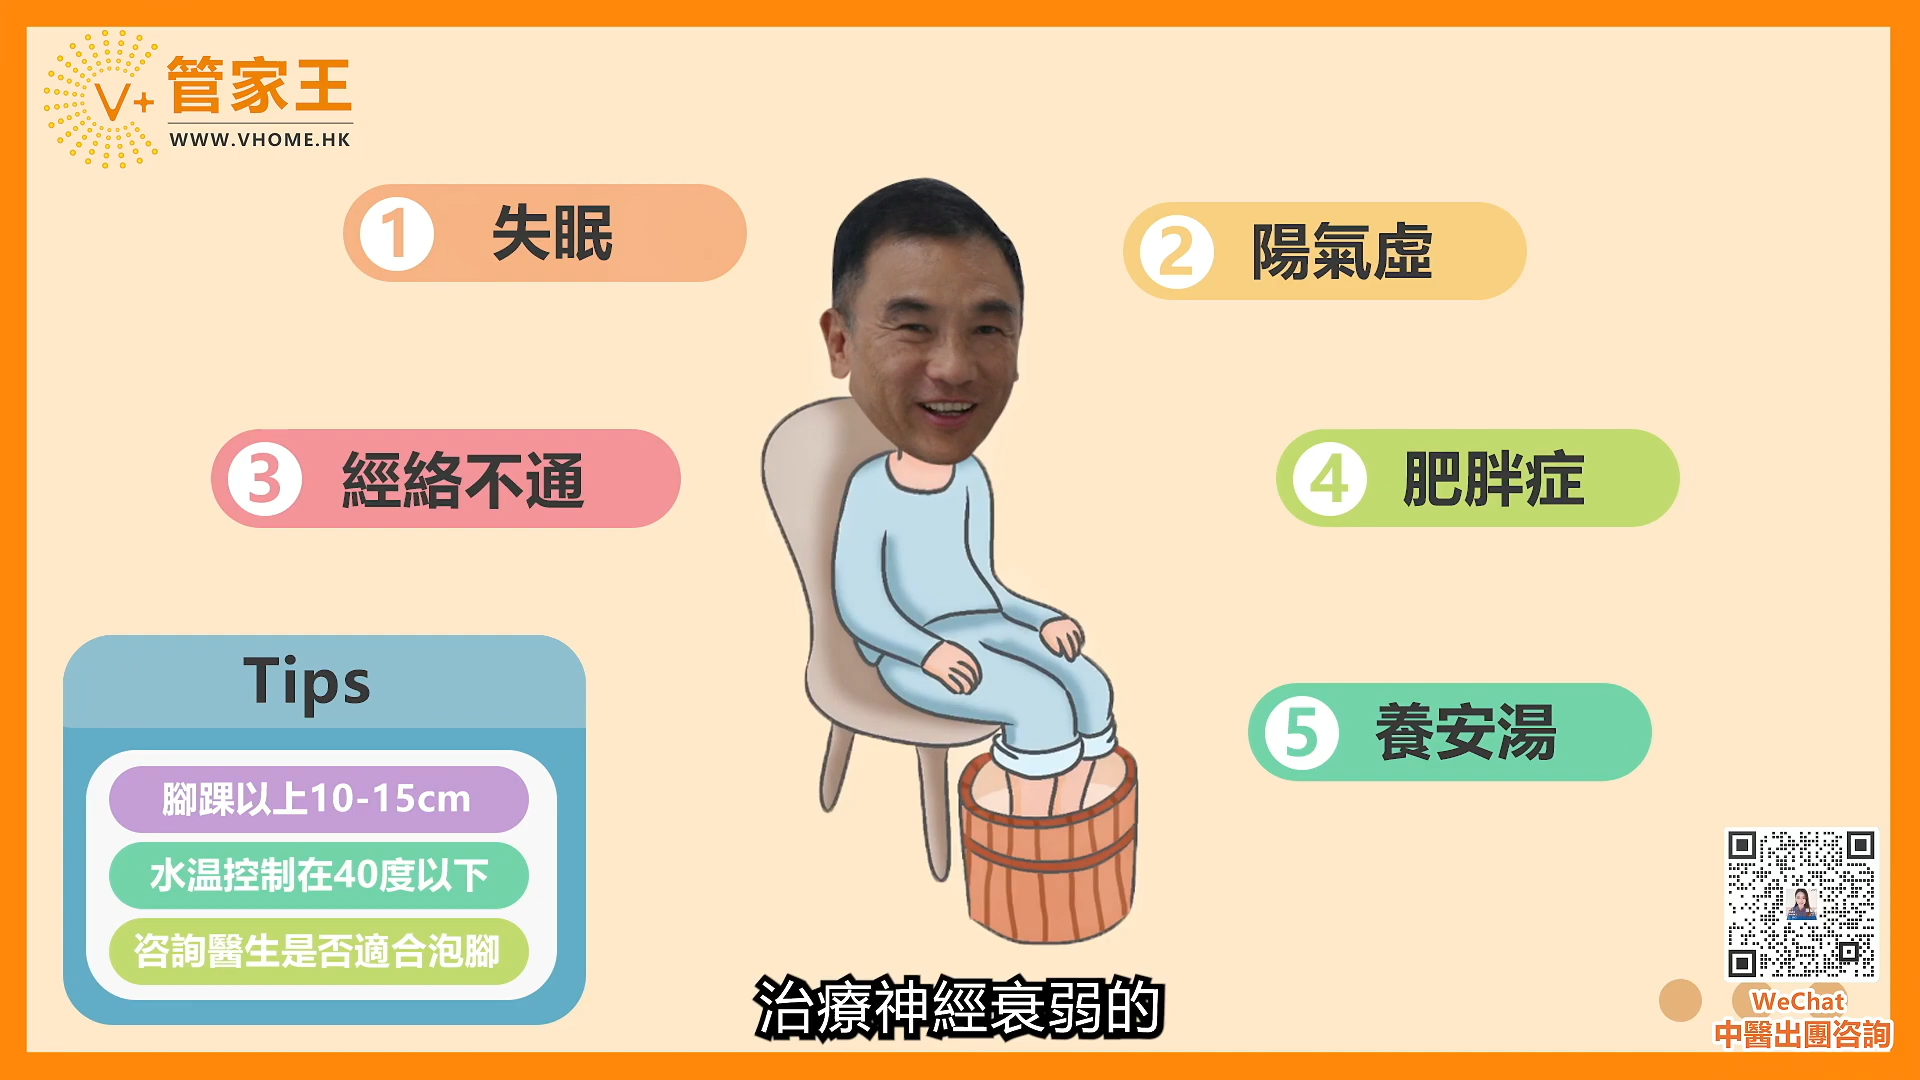 V+
管家王
WWW.VHOME.HK
1 失眠
2 陽氣虛
3 經絡不通
4 肥胖症
5 養安湯
Tips
腳踝以上10-15cm
水温控制在40度以下
咨詢醫生是否適合泡腳
治療神經衰弱的
WeChat
中醫出團咨詢